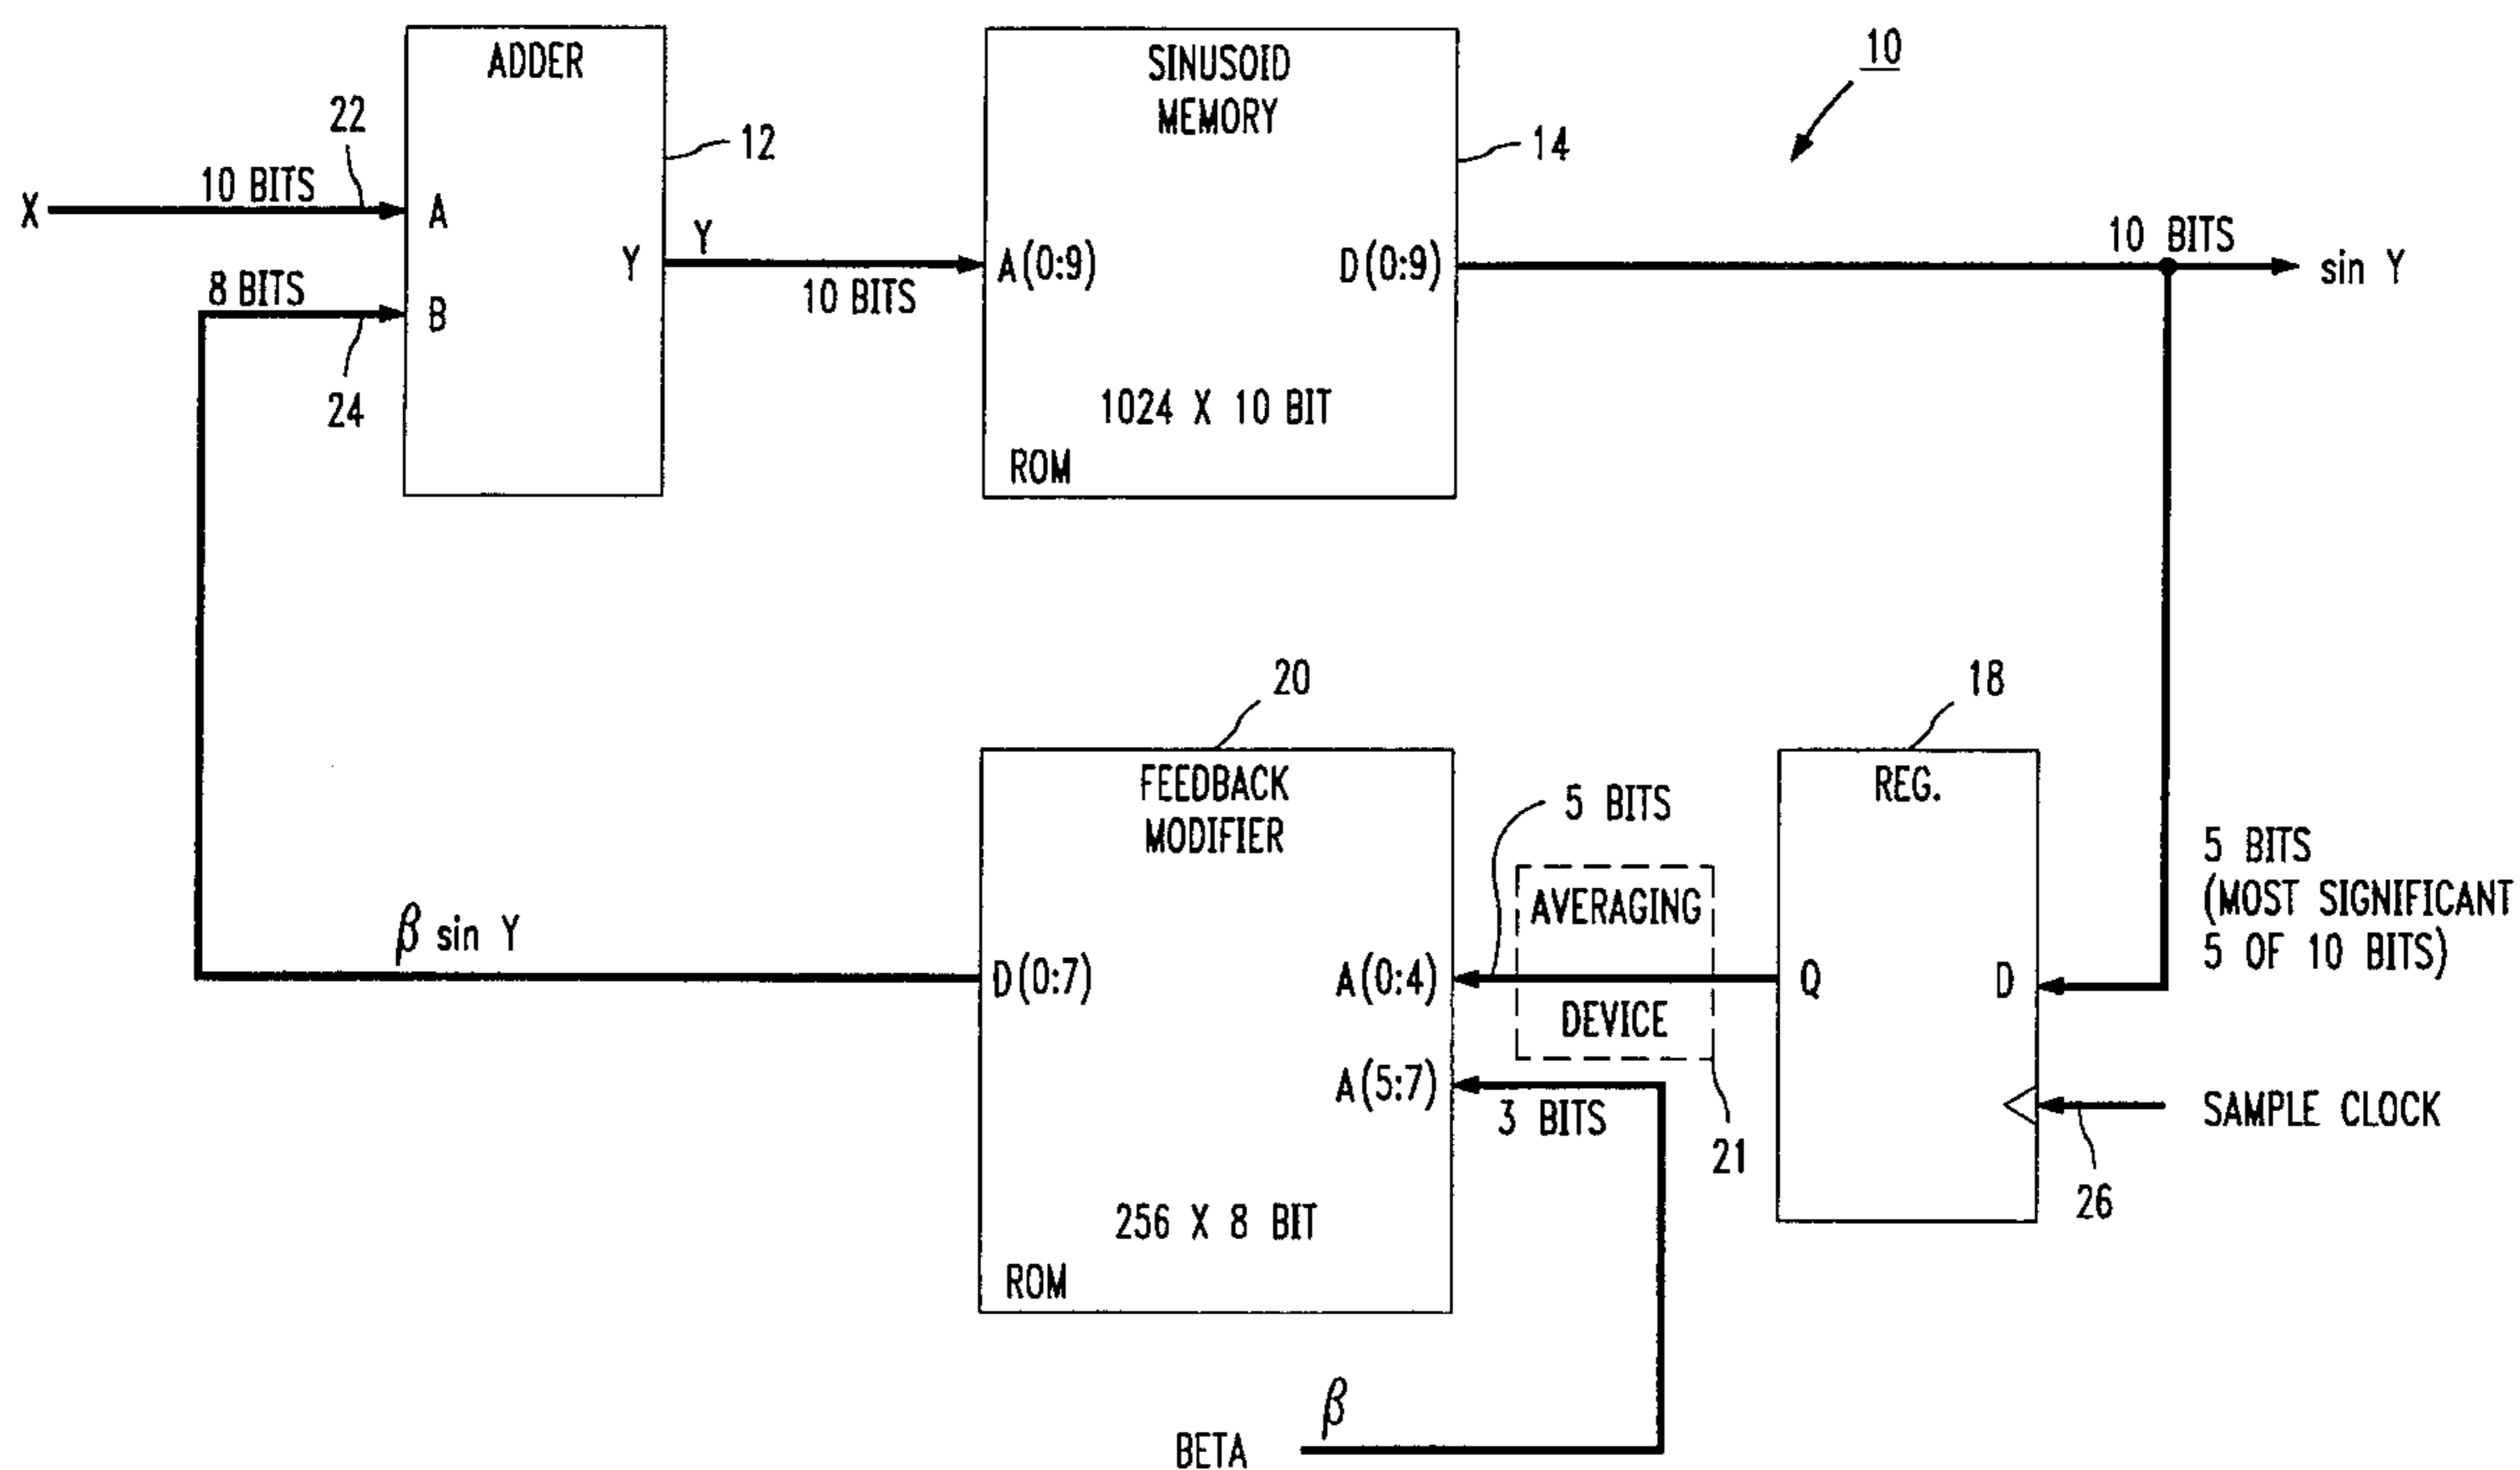 10
ADDER
SINUSOID
MEMORY
22
12
14
X
10 BITS
A
Y
Y
10 BITS
A(0:9)
D(0:9)
10 BITS
sin Y
8 BITS
B
24
1024 X 10 BIT
ROM
20
18
FEEDBACK
MODIFIER
REG.
5 BITS
5 BITS
(MOST SIGNIFICANT
5 OF 10 BITS)
AVERAGING
DEVICE
β sin Y
D(0:7)
A(0:4)
Q
D
A(5:7)
3 BITS
21
SAMPLE CLOCK
26
256 X 8 BIT
ROM
β
BETA